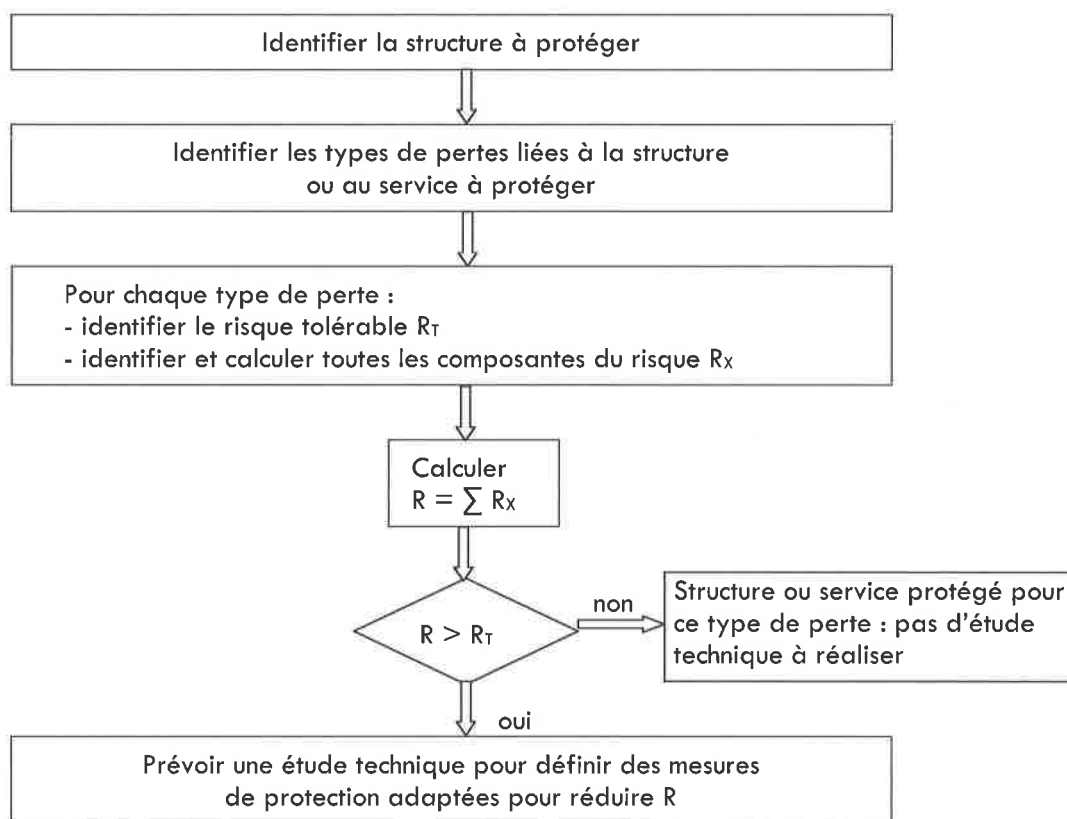 Identifier la structure à protéger
Identifier les types de pertes liées à la structure
ou au service à protéger
Pour chaque type de perte :
- identifier le risque tolérable RT
- identifier et calculer toutes les composantes du risque RX
Calculer
R = ∑ RX
R > RT
non
Structure ou service protégé pour
ce type de perte : pas d'étude
technique à réaliser
oui
Prévoir une étude technique pour définir des mesures
de protection adaptées pour réduire R